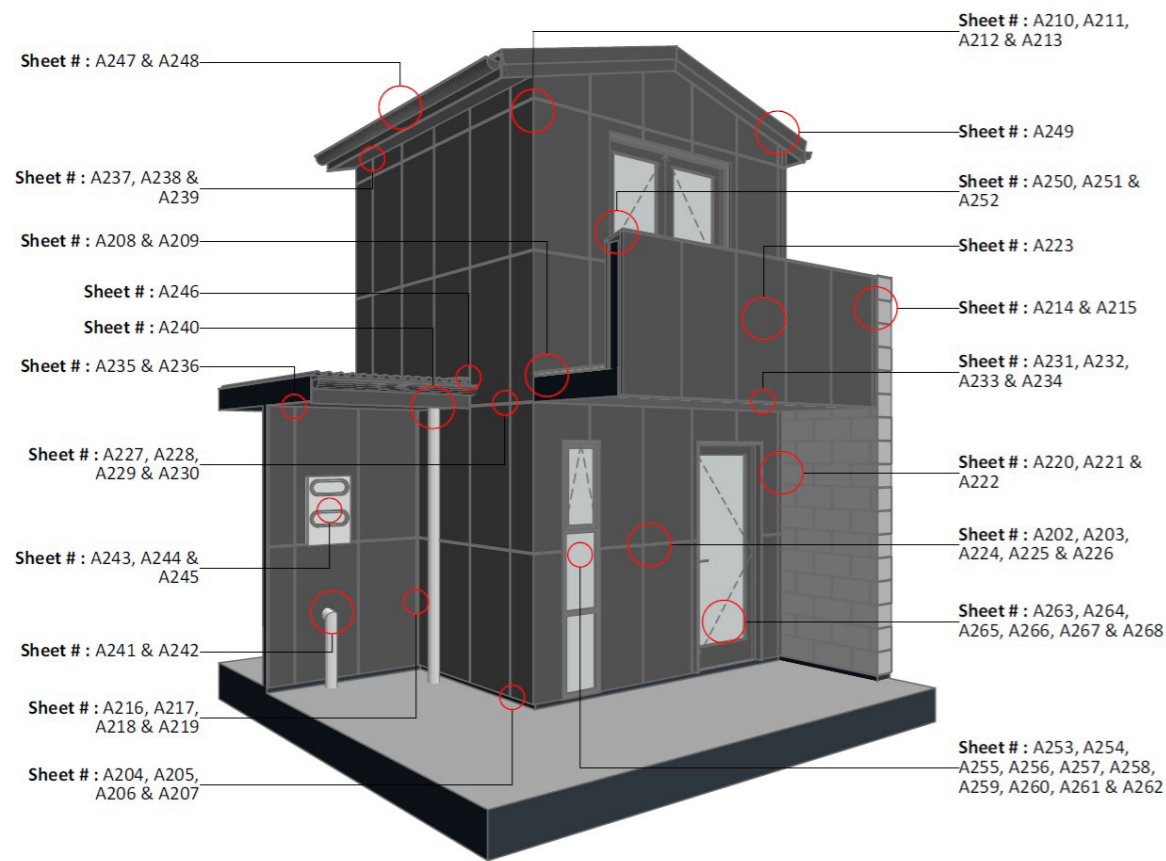 Sheet # : A247 & A248
Sheet # : A237, A238 &
A239
Sheet # : A208 & A209
Sheet # : A246
Sheet # : A240
Sheet # : A235 & A236
Sheet # : A227, A228,
A229 & A230
Sheet # : A243, A244 &
A245
Sheet # : A241 & A242
Sheet # : A216, A217,
A218 & A219
Sheet # : A204, A205,
A206 & A207
Sheet # : A210, A211,
A212 & A213
Sheet # : A249
Sheet # : A250, A251 &
A252
Sheet # : A223
Sheet # : A214 & A215
Sheet # : A231, A232,
A233 & A234
Sheet # : A220, A221 &
A222
Sheet # : A202, A203,
A224, A225 & A226
Sheet # : A263, A264,
A265, A266, A267 & A268
Sheet # : A253, A254,
A255, A256, A257, A258,
A259, A260, A261 & A262